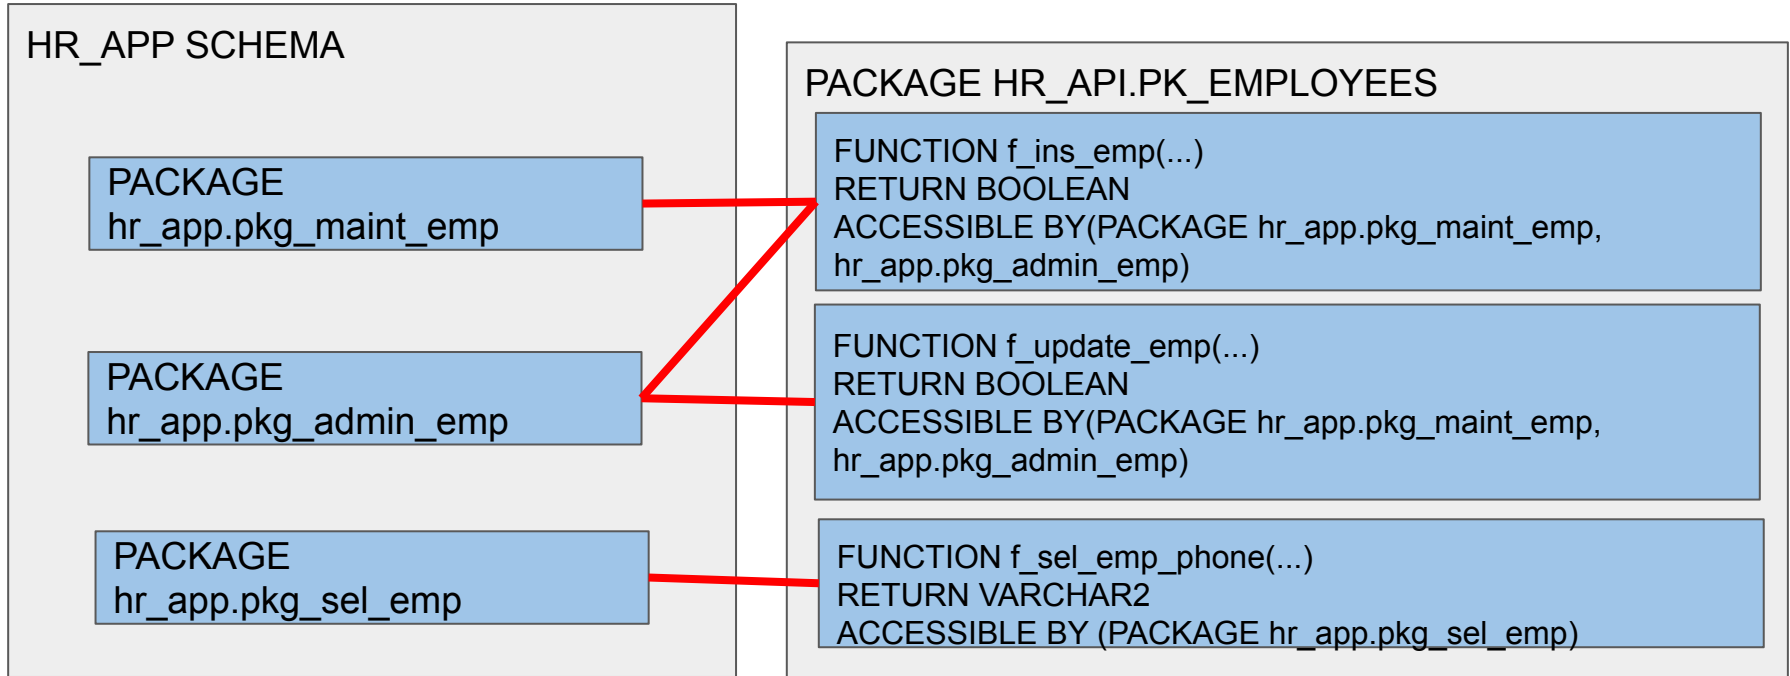 HR_APP SCHEMA
PACKAGE
hr_app.pkg_maint_emp
PACKAGE
hr_app.pkg_admin_emp
PACKAGE
hr_app.pkg_sel_emp
PACKAGE HR_API.PK_EMPLOYEES
FUNCTION f_ins_emp(...)
RETURN BOOLEAN
ACCESSIBLE BY(PACKAGE hr_app.pkg_maint_emp,
hr_app.pkg_admin_emp)
FUNCTION f_update_emp(...)
RETURN BOOLEAN
ACCESSIBLE BY(PACKAGE hr_app.pkg_maint_emp,
hr_app.pkg_admin_emp)
FUNCTION f_sel_emp_phone(...)
RETURN VARCHAR2
ACCESSIBLE BY (PACKAGE hr_app.pkg_sel_emp)